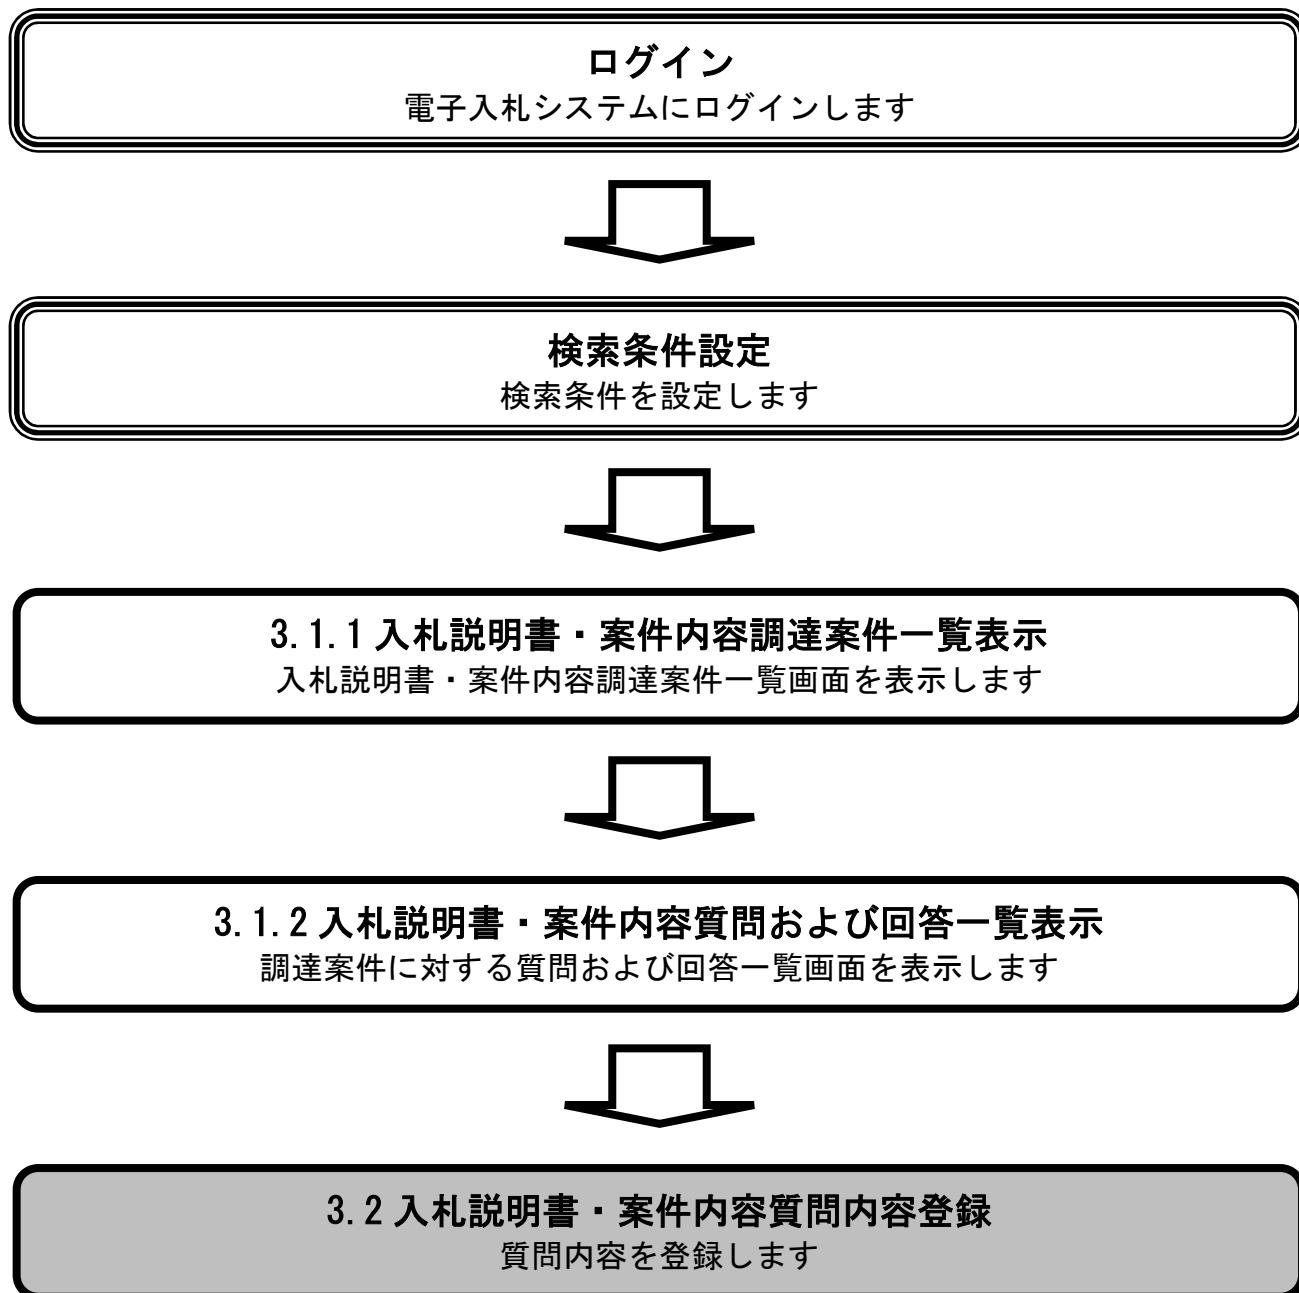 ログイン
電子入札システムにログインします
検索条件設定
検索条件を設定します
3.1.1 入札説明書・案件内容調達案件一覧表示
入札説明書・案件内容調達案件一覧画面を表示します
3.1.2 入札説明書・案件内容質問および回答一覧表示
調達案件に対する質問および回答一覧画面を表示します
3.2 入札説明書・案件内容質問内容登録
質問内容を登録します